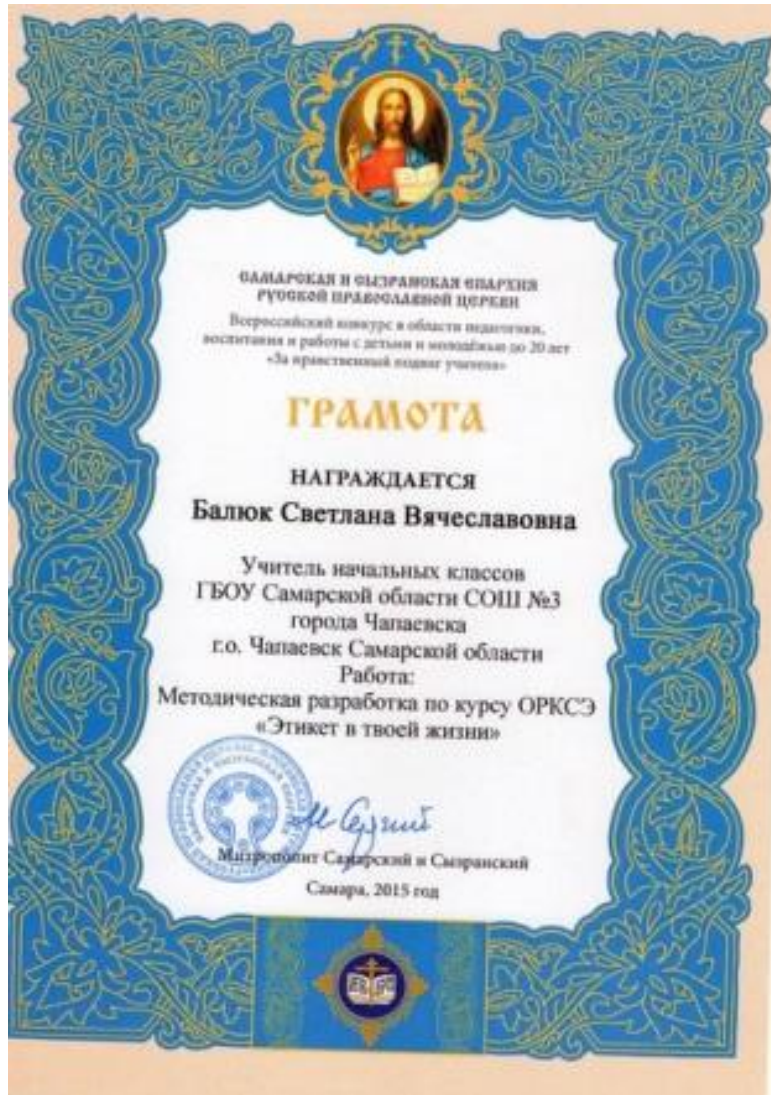 САМАРСКАЯ И СЫЗРАНСКАЯ ЕПАРХИЯ
РУССКОЙ ПРАВОСЛАВНОЙ ЦЕРКВИ
Всероссийский конкурс в области педагогики,
воспитания и работы с детьми и молодёжью до 20 лет
«За нравственный подвиг учителя»
ГРАМОТА
НАГРАЖДАЕТСЯ
Балюк Светлана Вячеславовна
Учитель начальных классов
ГБОУ Самарской области СОШ №3
города Чапаевска
г.о. Чапаевск Самарской области
Работа:
Методическая разработка по курсу ОРКСЭ
«Этикет в твоей жизни»
м Сергий
Митрополит Самарский и Сызранский
Самара, 2015 год